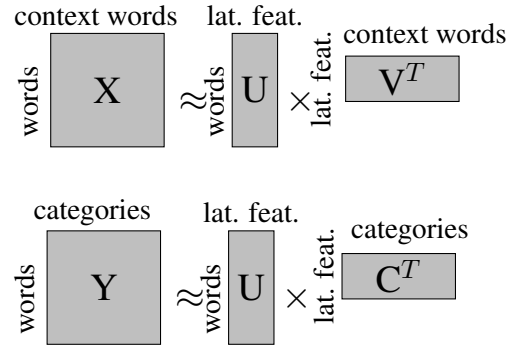 context words lat. feat. context words
words X ≈ words U × lat. feat. V^T
categories lat. feat. categories
words Y ≈ words U × lat. feat. C^T